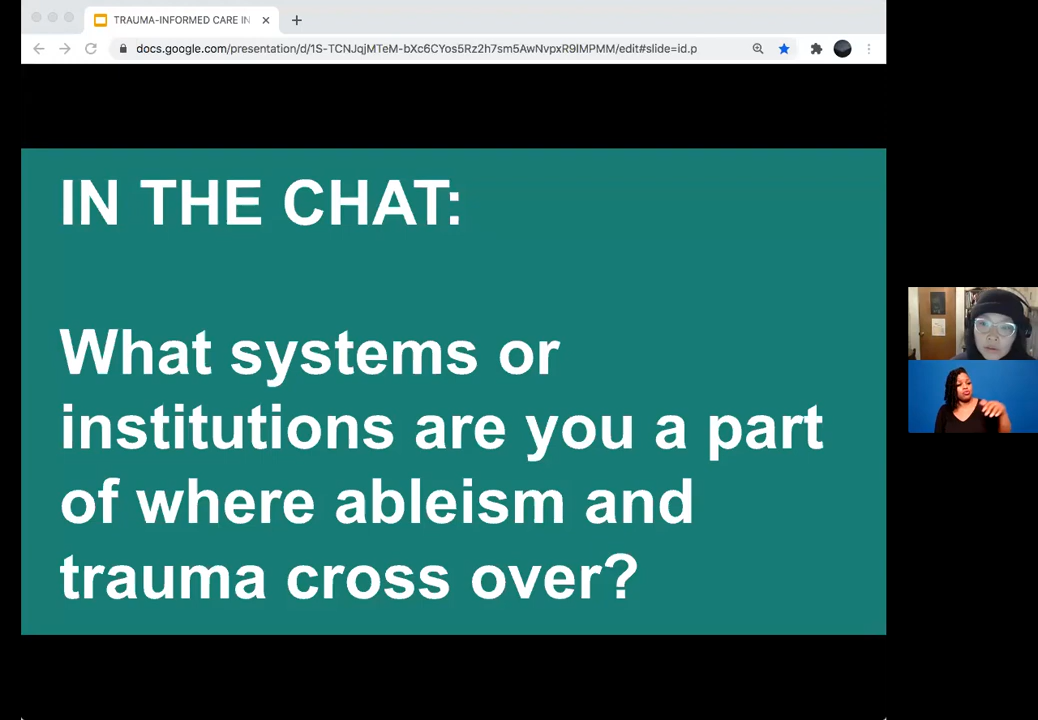 TRAUMA-INFORMED CARE IN
docs.google.com/presentation/d/1S-TCNJqjMTeM-bXc6CYos5Rz2h7sm5AwNvpxR9IMPMM/edit#slide=id.p
IN THE CHAT:
What systems or
institutions are you a part
of where ableism and
trauma cross over?